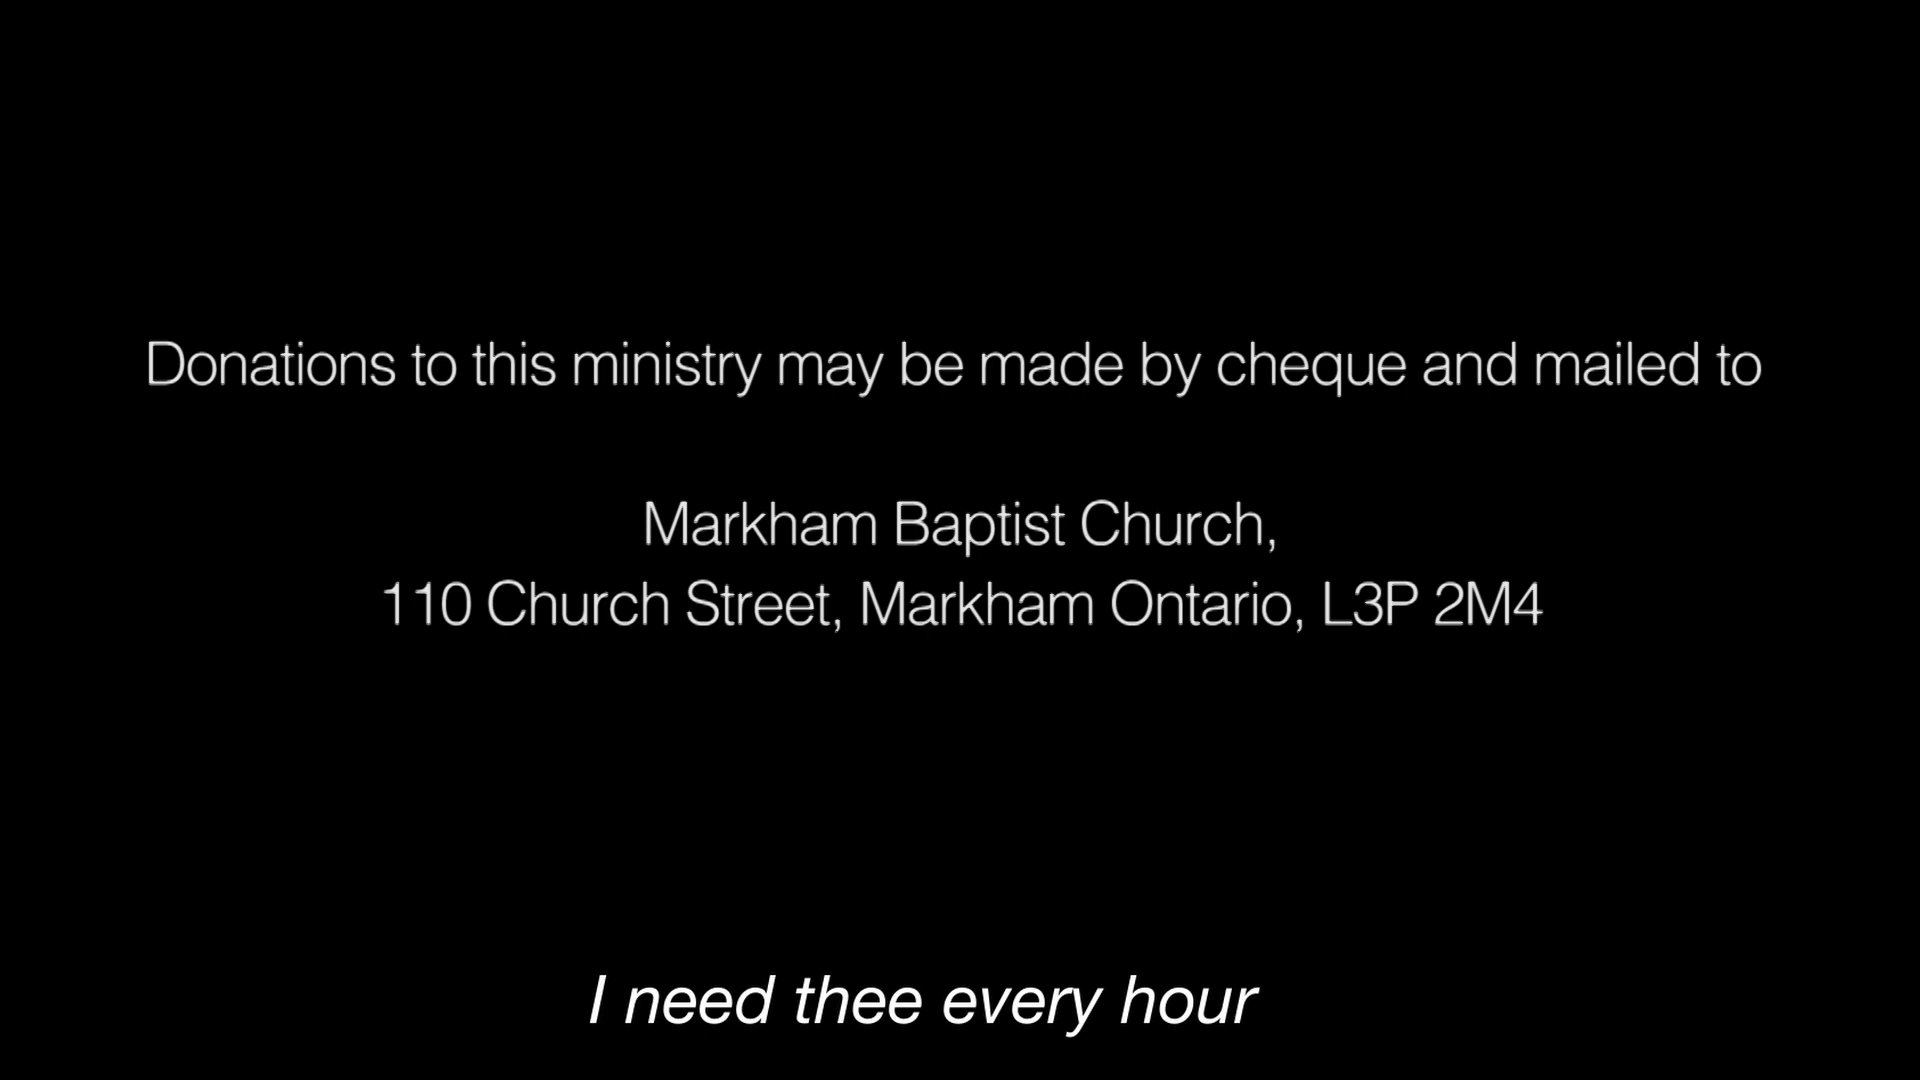 Donations to this ministry may be made by cheque and mailed to
Markham Baptist Church,
110 Church Street, Markham Ontario, L3P 2M4
I need thee every hour